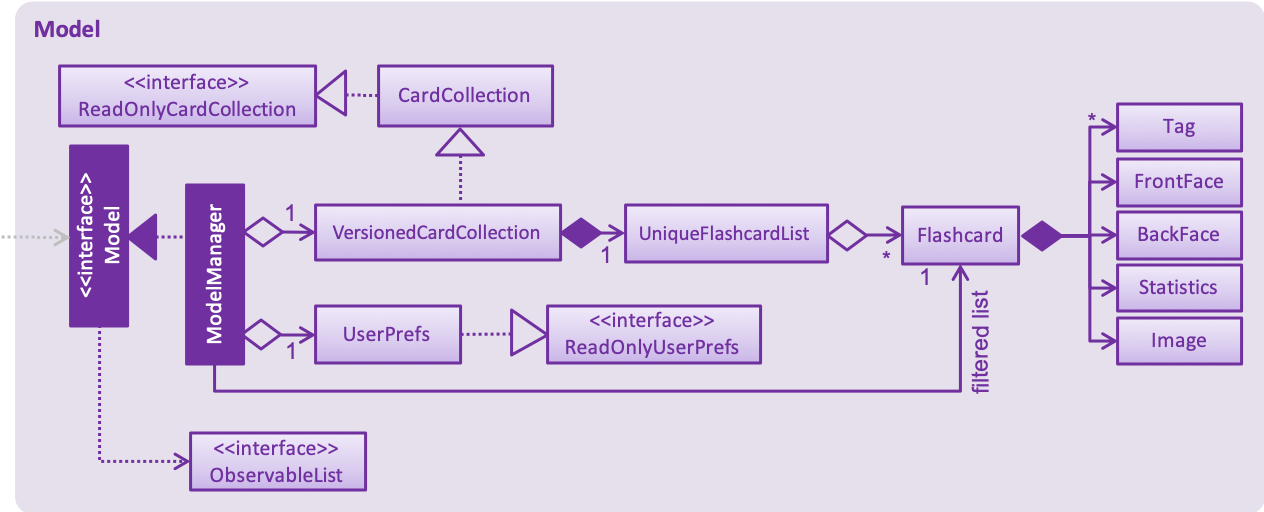 Model
<<interface>>
ReadOnlyCardCollection
CardCollection
<<interface>>
Model
ModelManager
1
VersionedCardCollection
1
UniqueFlashcardList
*
Flashcard
1
*
Tag
FrontFace
BackFace
Statistics
Image
1
UserPrefs
<<interface>>
ReadOnlyUserPrefs
filtered list
<<interface>>
ObservableList